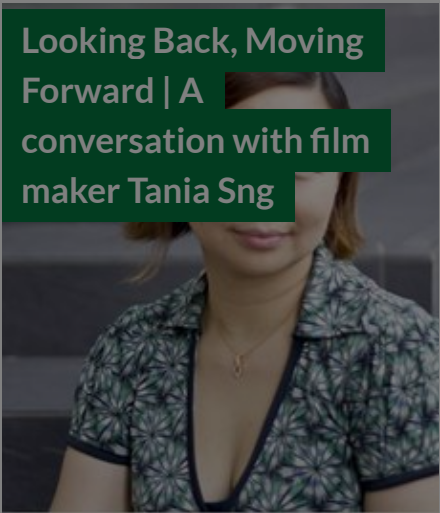 Looking Back, Moving
Forward | A
conversation with film
maker Tania Sng